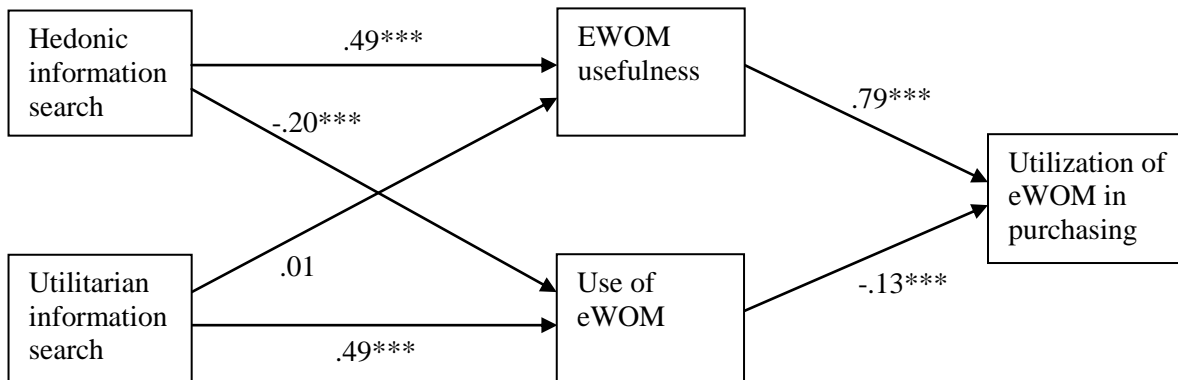 Hedonic
information
search
.49***
EWOM
usefulness
-.20***
.79***
Utilization of
eWOM in
purchasing
Utilitarian
information
search
.01
.49***
Use of
eWOM
-.13***